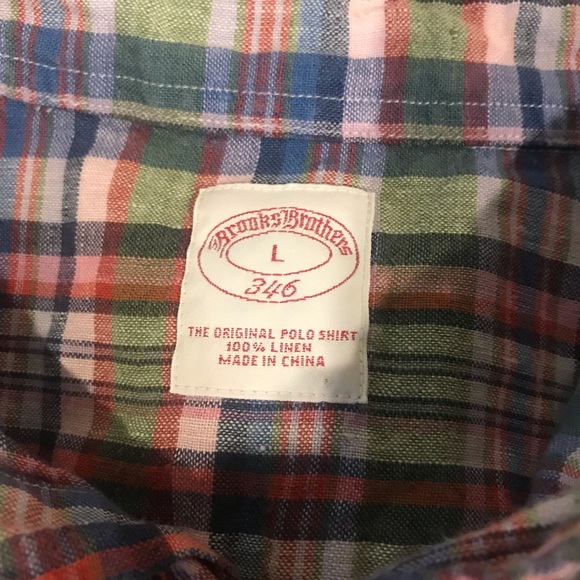 Brooks Brothers
L
346
THE ORIGINAL POLO SHIRT
100% LINEN
MADE IN CHINA